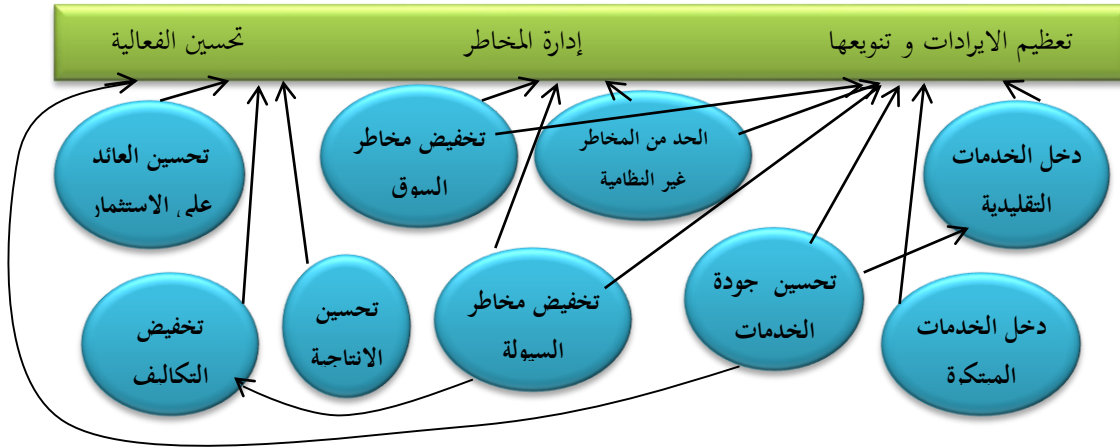 تعظيم الايرادات و تنويعها
إدارة المخاطر
تحسين الفعالية
دخل الخدمات
التقليدية
الحد من المخاطر
غير النظامية
تخفيض مخاطر
السوق
تحسين العائد
على الاستثمار
دخل الخدمات
المبتكرة
تحسين جودة
الخدمات
تخفيض مخاطر
السيولة
تحسين
الانتاجية
تخفيض
التكاليف